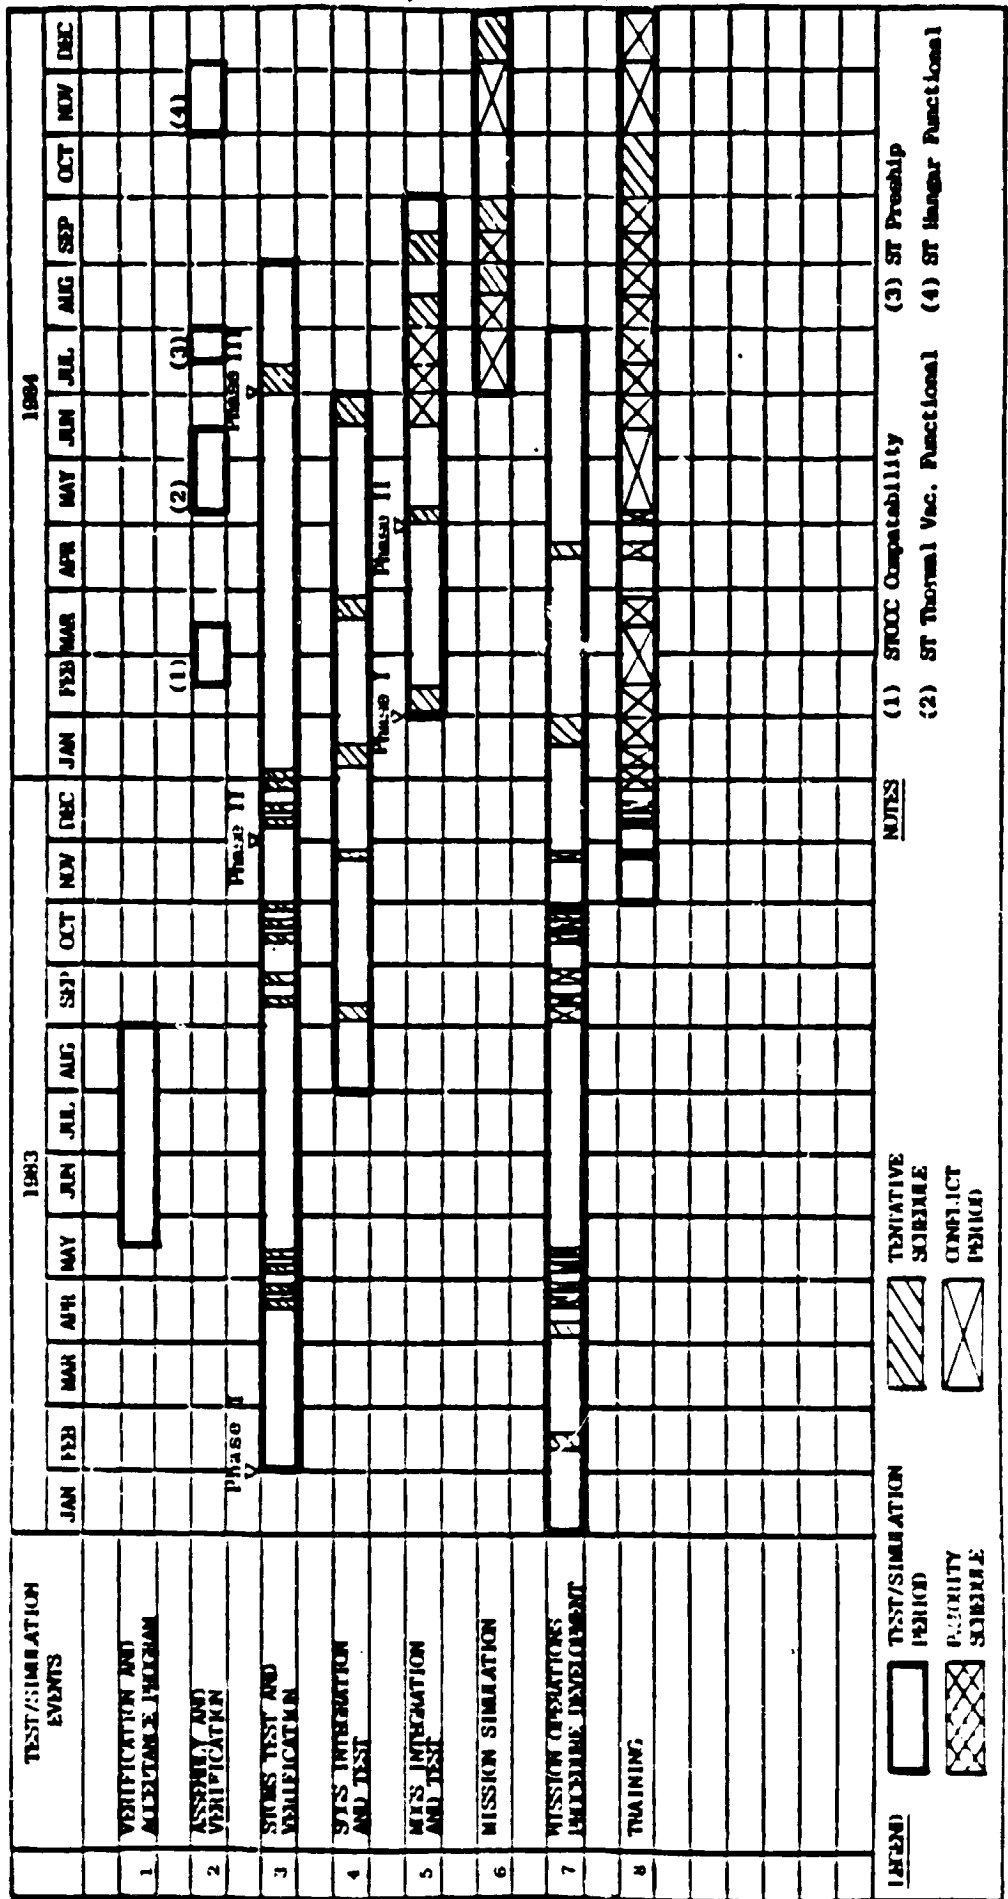 TEST/SIMULATION
EVENTS
1983
1984
JAN FEB MAR APR MAY JUN JUL AUG SEP OCT NOV DEC JAN FEB MAR APR MAY JUN JUL AUG SEP OCT NOV DEC
1 VERIFICATION AND
ACCEPTANCE PROGRAM
2 ASSEMBLY AND
VERIFICATION
(1) (2) (3) (4)
Phase II Phase III
3 STOMS TEST AND
VERIFICATION
4 INTEGRATION
AND TEST
Phase I Phase II
5 INTEGRATION
AND TEST
6 MISSION SIMULATION
7 MISSION OPERATIONS
PROCEDURE DEVELOPMENT
8 TRAINING
LEGEND
TEST/SIMULATION
PERIOD
PRIORITY
SCHEDULE
TENTATIVE
SCHEDULE
CONFLICT
PERIOD
NOTES
(1) STOCC Compatability
(2) ST Thermal Vac. Functional
(3) ST Preship
(4) ST Hangar Functional